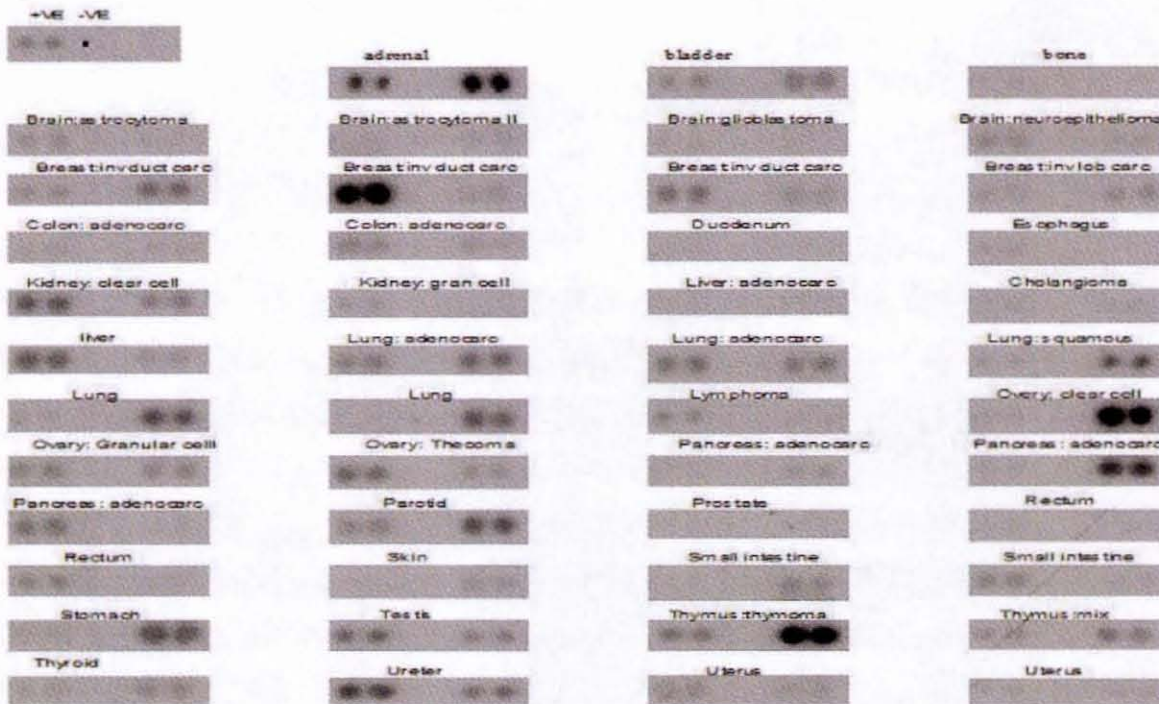 +VE -VE
adrenal bladder bone
Brain:astrocytoma Brain:astrocytoma II Brain:glioblastoma Brain:neuroepithelioma
Breast:inv duct carc Breast:inv duct carc Breast:inv duct carc Breast:inv lob carc
Colon: adenocarc Colon: adenocarc Duodenum Esophagus
Kidney: clear cell Kidney: gran cell Liver: adenocarc Cholangioma
liver Lung: adenocarc Lung: adenocarc Lung: squamous
Lung Lung Lymphoma Ovary: clear cell
Ovary: Granular cell Ovary: Thecoma Pancreas: adenocarc Pancreas: adenocarc
Pancreas: adenocarc Parotid Prostate Rectum
Rectum Skin Small intestine Small intestine
Stomach Testis Thymus:thymoma Thymus:mix
Thyroid Ureter Uterus Uterus